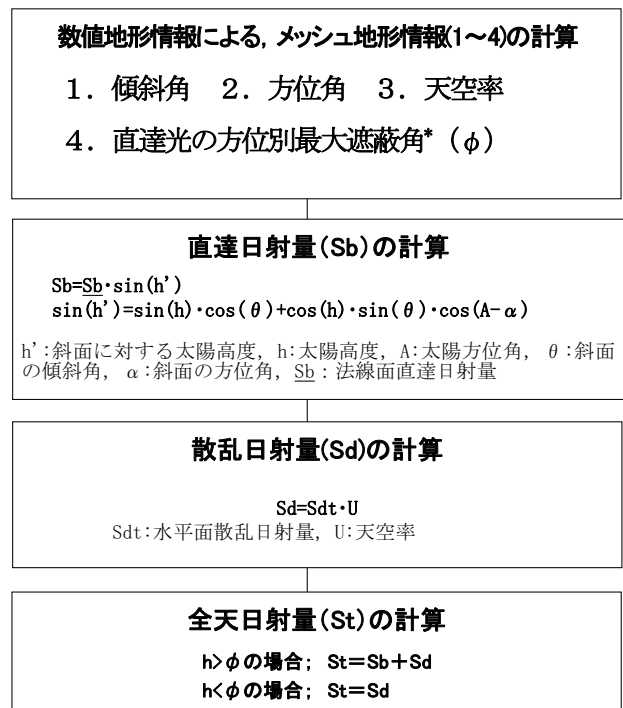 数値地形情報による，メッシュ地形情報(1～4)の計算
１．傾斜角　２．方位角　３．天空率
４．直達光の方位別最大遮蔽角*（φ）
直達日射量(Sb)の計算
Sb=Sb･sin(h')
sin(h')=sin(h)･cos(θ)+cos(h)･sin(θ)･cos(A-α)
h':斜面に対する太陽高度，h:太陽高度，A:太陽方位角，θ:斜面
の傾斜角，α:斜面の方位角，Sb：法線面直達日射量
散乱日射量(Sd)の計算
Sd=Sdt･U
Sdt:水平面散乱日射量，U:天空率
全天日射量(St)の計算
h>φの場合；St＝Sb＋Sd
h<φの場合；St＝Sd